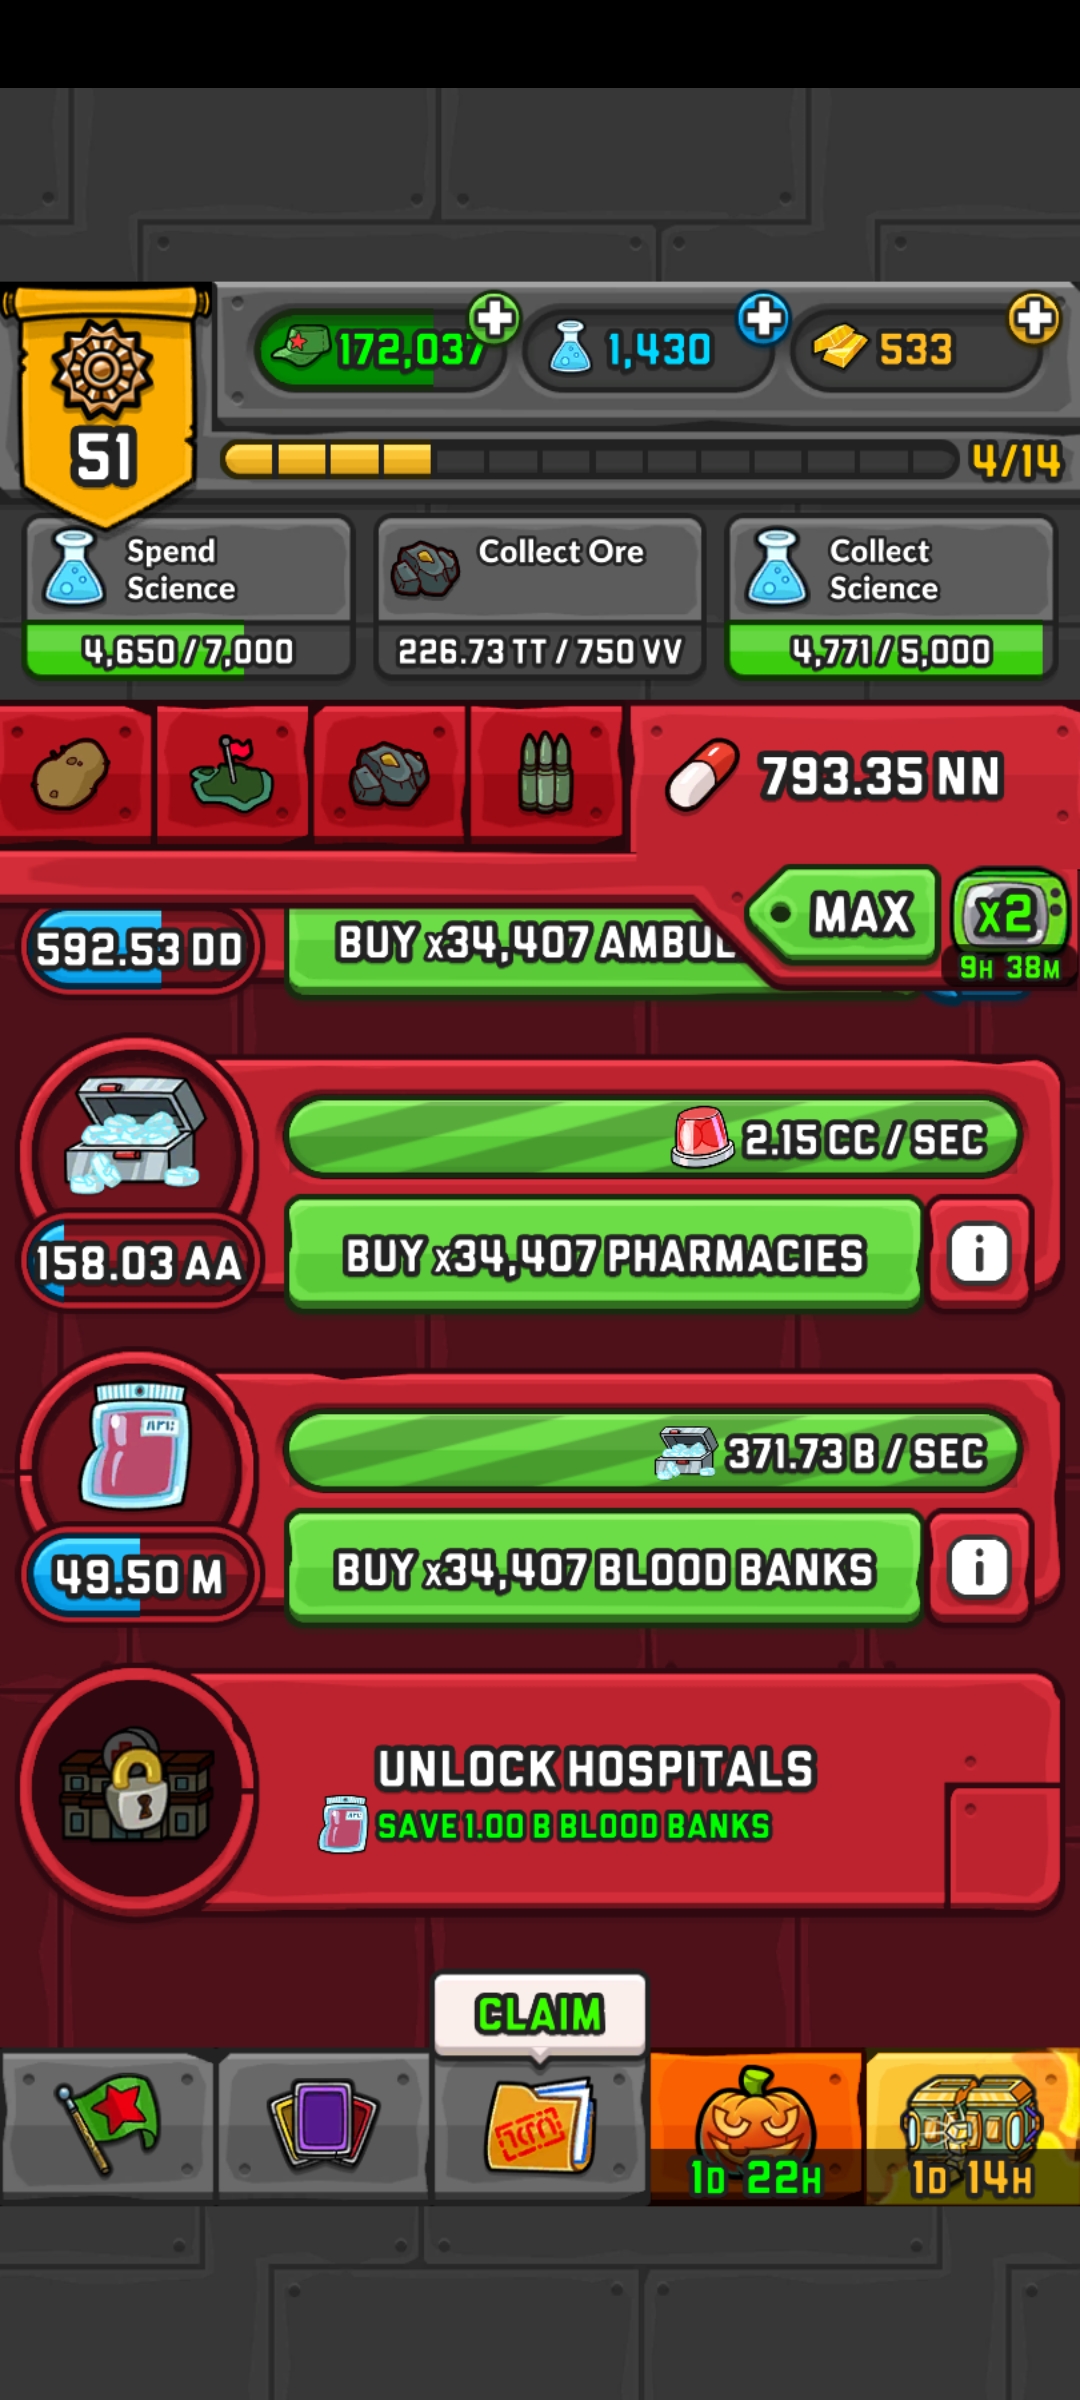 172,037
1,430
533
51
4/14
Spend
Science
4,650/7,000
Collect Ore
226.73 TT / 750 VV
Collect
Science
4,771/5,000
793.35 NN
MAX
x2
9H 38M
592.53 DD
BUY x34,407 AMBUL
2.15 CC / SEC
158.03 AA
BUY x34,407 PHARMACIES
i
371.73 B / SEC
49.50 M
BUY x34,407 BLOOD BANKS
i
UNLOCK HOSPITALS
SAVE 1.00 B BLOOD BANKS
CLAIM
1D 22H
1D 14H